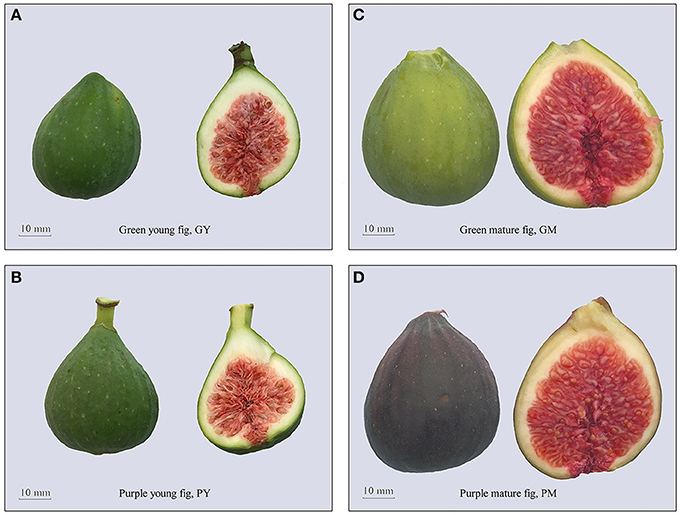 A
10 mm
Green young fig, GY
C
10 mm
Green mature fig, GM
B
10 mm
Purple young fig, PY
D
10 mm
Purple mature fig, PM